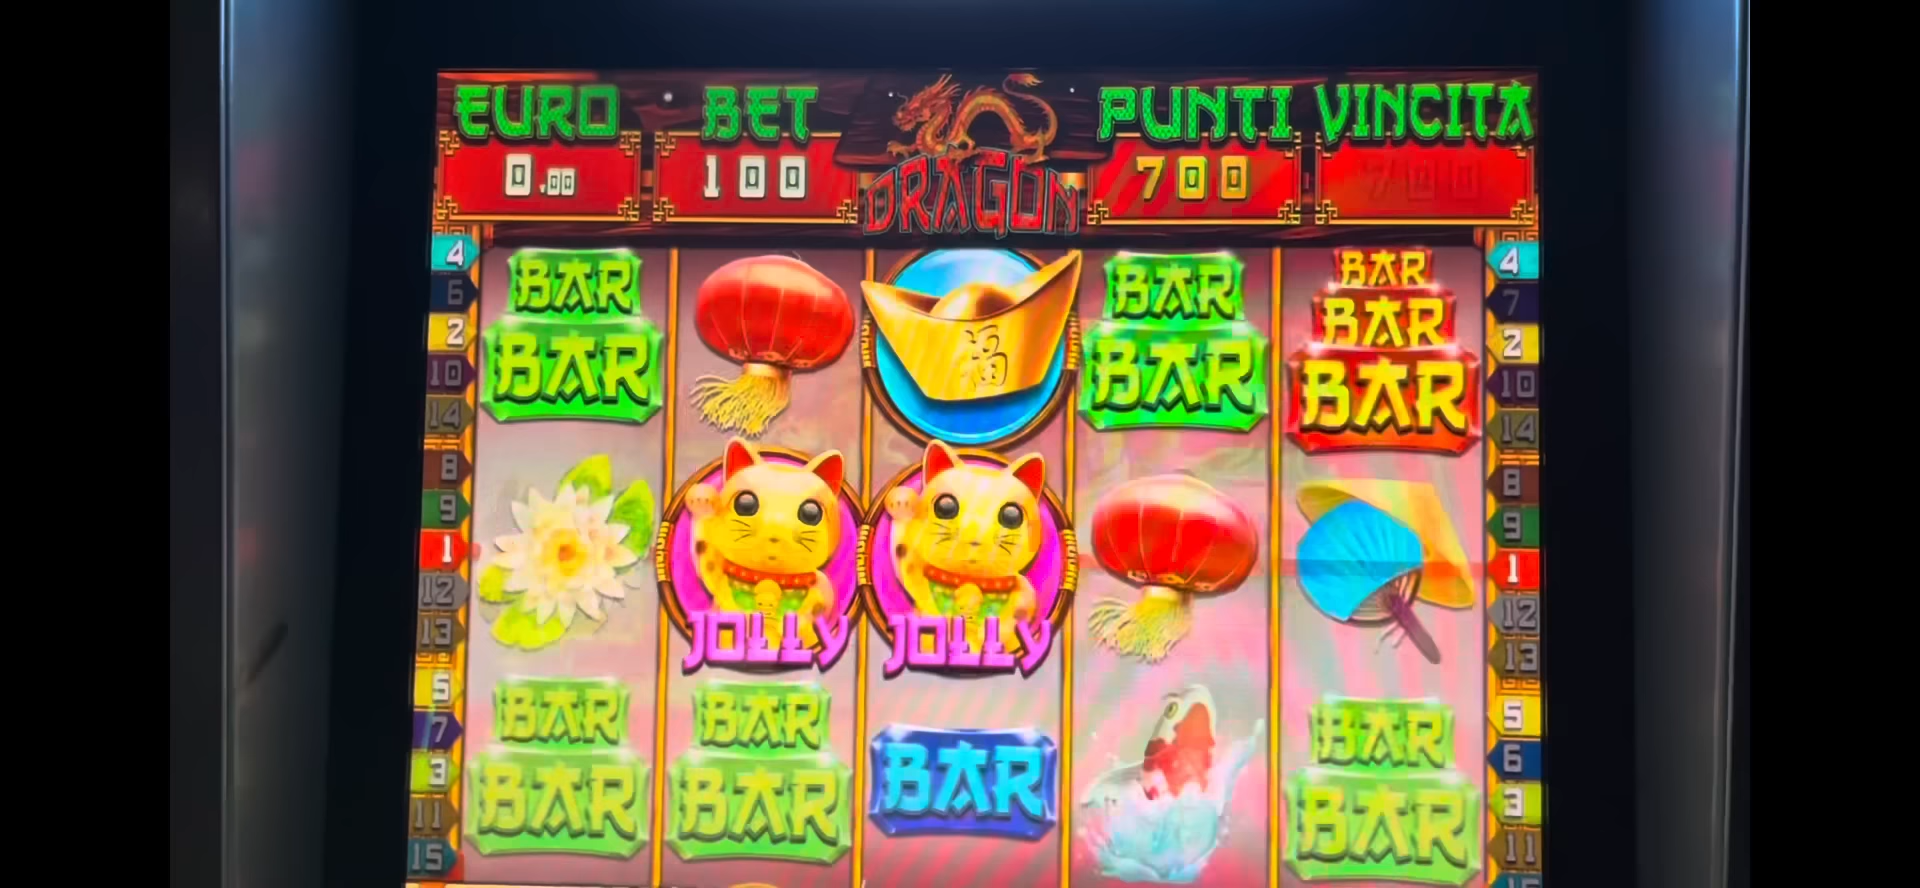 EURO BET PUNTI VINCITA
0.00 100 DRAGON 700 700
4 BAR BAR 福 BAR BAR BAR BAR BAR 4
6 7
2 2
10 10
14 14
8 8
9 9
1 1
12 12
13 JOLLY JOLLY 13
5 BAR BAR BAR 5
7 6
3 BAR BAR BAR BAR 3
11 11
15